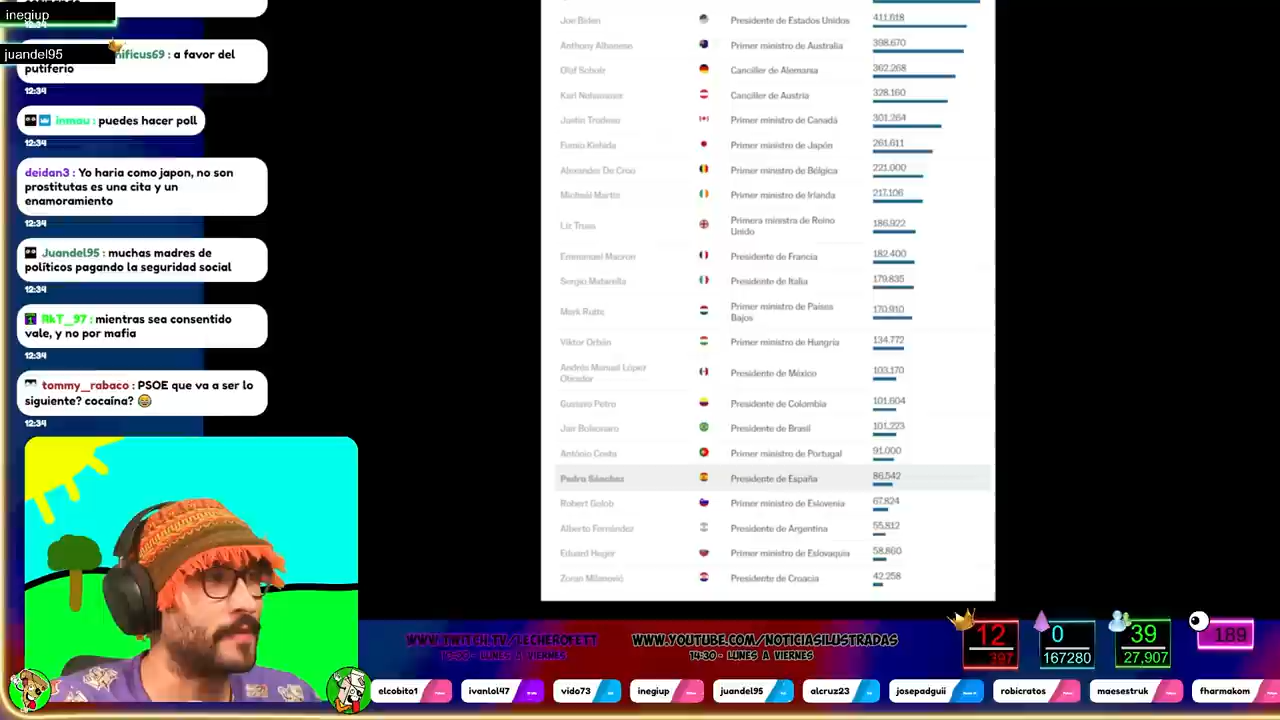 inegiup
12:34
juandel95
nificus69 : a favor del
putiferio
12:34
inmou : puedes hacer poll
12:34
deidan3 : Yo haria como japon, no son
prostitutas es una cita y un
enamoramiento
12:34
Juandel95 : muchas madres de
políticos pagando la seguridad social
12:34
este, y no por mafia
12:34
tommy_rabaco : PSOE que va a ser lo
siguiente? cocaína? 😂
12:34
Joe Biden Presidente de Estados Unidos 411.618
Anthony Albanese Primer ministro de Australia 398.670
Olaf Scholz Canciller de Alemania 362.268
Karl Nehammer Canciller de Austria 328.160
Justin Trudeau Primer ministro de Canadá 301.264
Fumio Kishida Primer ministro de Japón 261.611
Alexander De Croo Primer ministro de Bélgica 221.000
Micheál Martin Primer ministro de Irlanda 217.106
Liz Truss Primera ministra de Reino
Unido 186.922
Emmanuel Macron Presidente de Francia 182.400
Sergio Matarella Presidente de Italia 179.835
Mark Rutte Primer ministro de Países
Bajos 170.910
Viktor Orbán Primer ministro de Hungría 134.772
Andrés Manuel López
Obrador Presidente de México 103.170
Gustavo Petro Presidente de Colombia 101.604
Jair Bolsonaro Presidente de Brasil 101.223
António Costa Primer ministro de Portugal 91.000
Pedro Sánchez Presidente de España 86.542
Robert Golob Primer ministro de Eslovenia 67.824
Alberto Fernández Presidente de Argentina 55.812
Eduard Heger Primer ministro de Eslovaquia 58.860
Zoran Milanović Presidente de Croacia 42.258
WWW.TWITCH.TV/LECHEROFETT
LUNES A VIERNES
WWW.YOUTUBE.COM/NOTICIASILUSTRADAS
14:30 - LUNES A VIERNES
12
397
0
167280
39
27,907
189
elcobito1 ivanlol47 vido73 inegiup juandel95 alcruz23 josepadguii robicratos maesestruk fharmakom